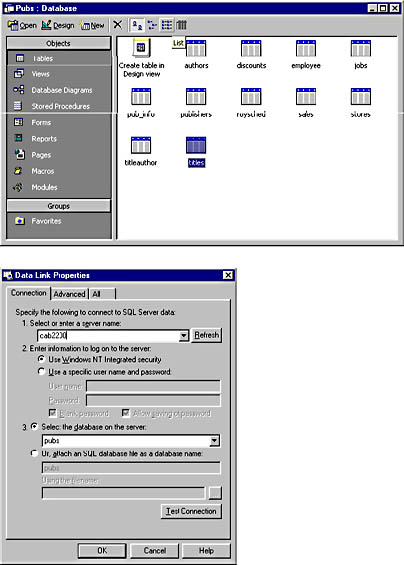 Pubs : Database
Open Design New
Objects
Tables
Views
Database Diagrams
Stored Procedures
Forms
Reports
Pages
Macros
Modules
Groups
Favorites
List
Create table in Design view
authors
discounts
employee
jobs
pub_info
publishers
roysched
sales
stores
titleauthor
titles
Data Link Properties
Connection Advanced All
Specify the following to connect to SQL Server data:
1. Select or enter a server name:
cab2230 Refresh
2. Enter information to log on to the server:
Use Windows NT Integrated security
Use a specific user name and password:
User name:
Password:
Blank password Allow saving of password
3. Select the database on the server:
pubs
Or, attach an SQL database file as a database name:
pubs
Using the filename:
...
Test Connection
OK Cancel Help